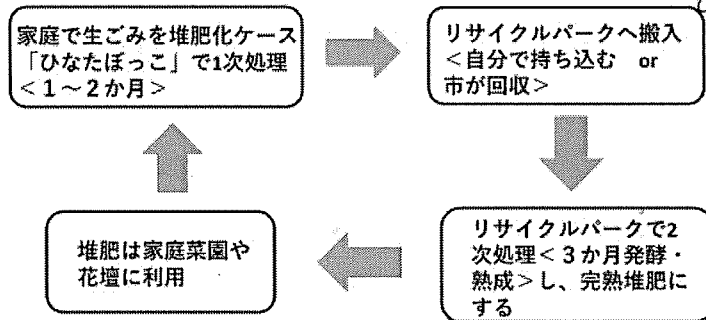 家庭で生ごみを堆肥化ケース
「ひなたぼっこ」で1次処理
<１～２か月>
リサイクルパークへ搬入
<自分で持ち込む　or
市が回収>
リサイクルパークで2
次処理<３か月発酵・
熟成>し、完熟堆肥に
する
堆肥は家庭菜園や
花壇に利用